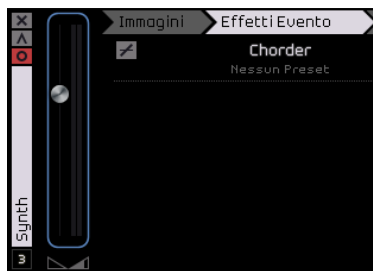 Immagini
Effetti Evento
Chorder
Nessun Preset
Synth
3